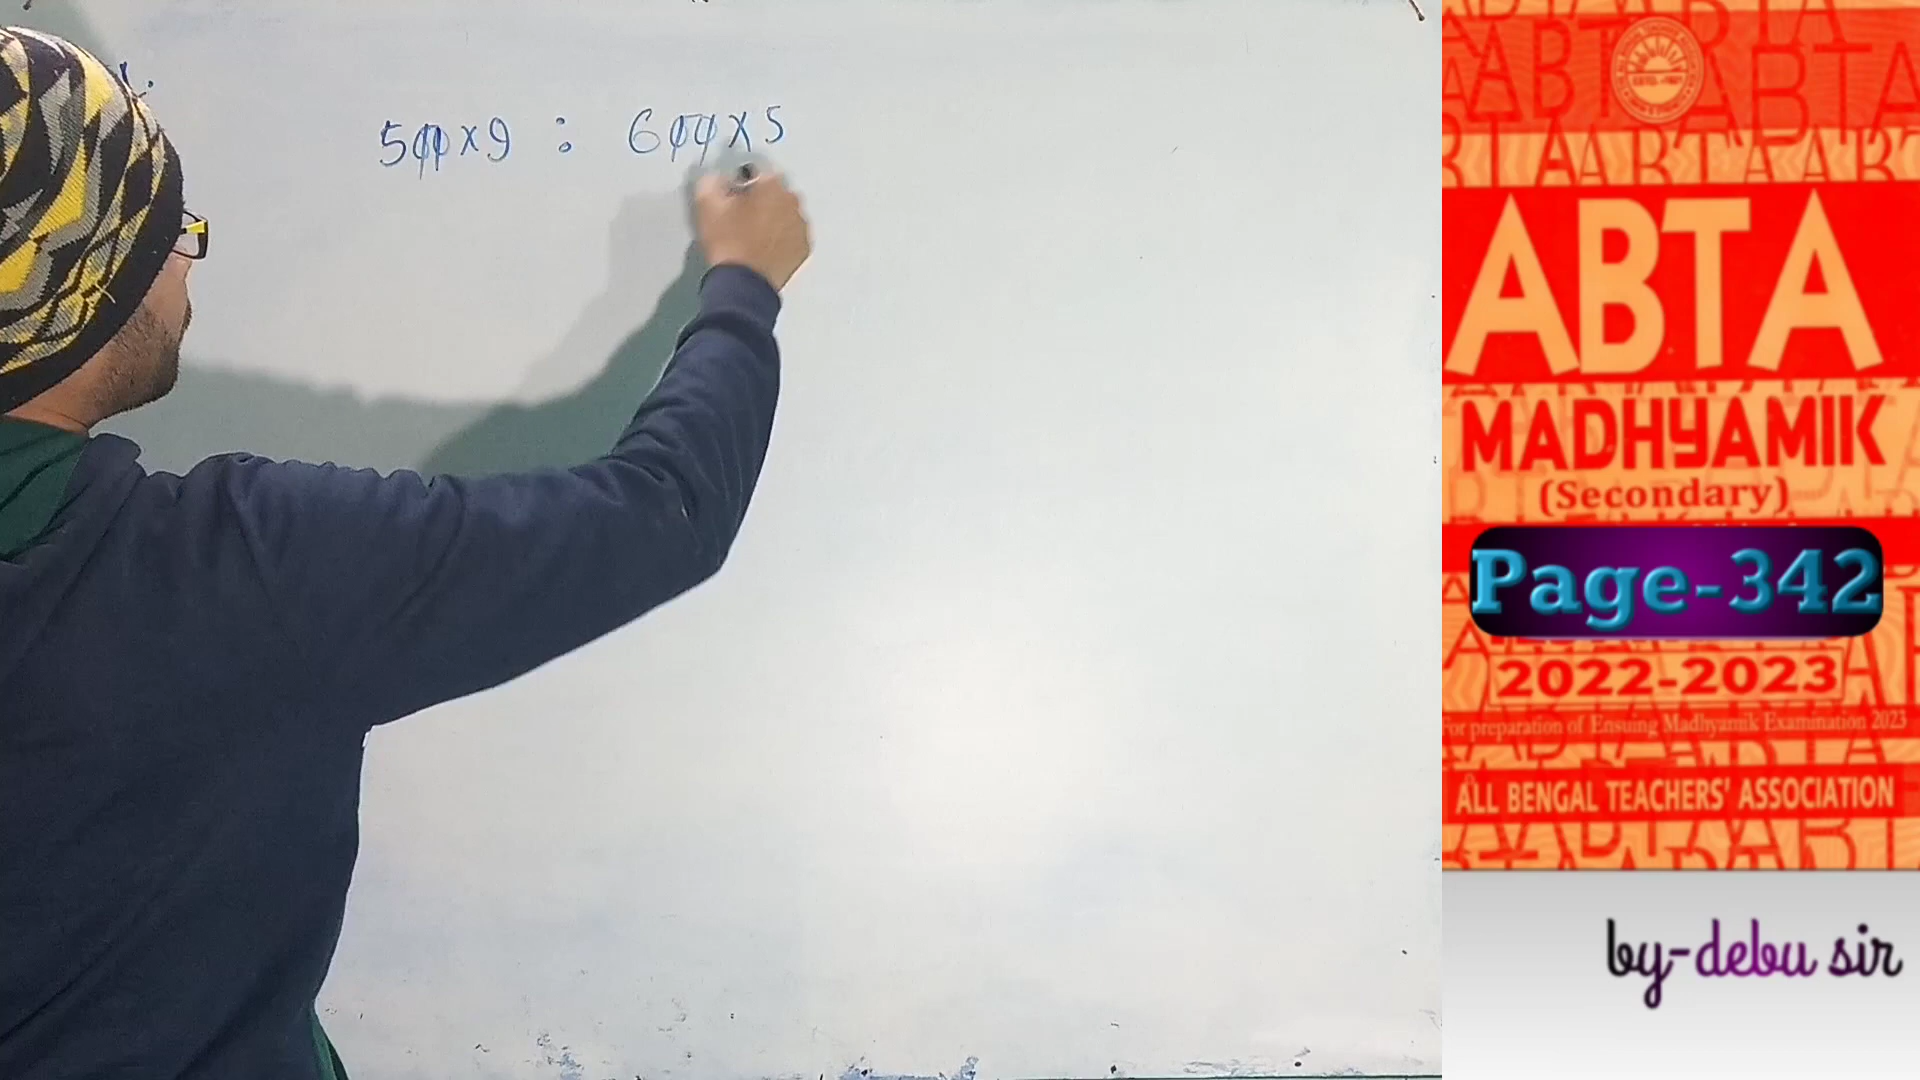 500x9 : 600x5
ABTA
MADHYAMIK
(Secondary)
Page-342
2022-2023
For preparation of Ensuing Madhyamik Examination 2023
ALL BENGAL TEACHERS' ASSOCIATION
by-debu sir